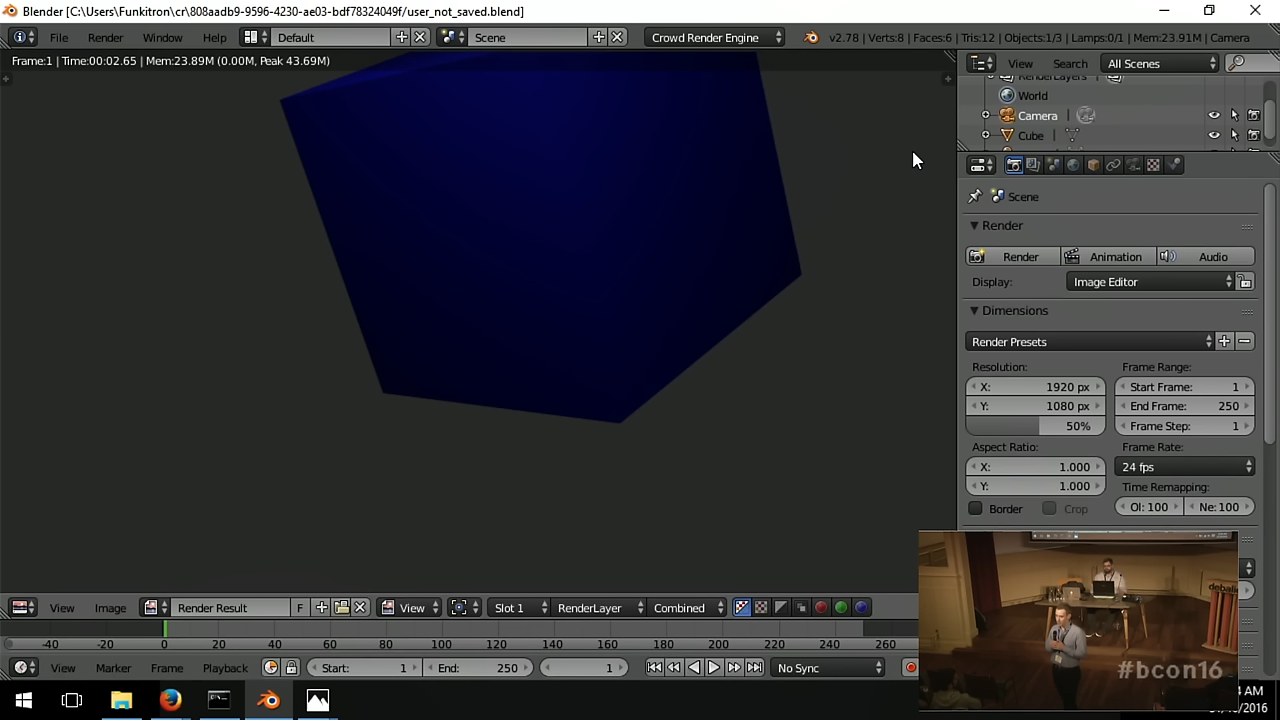 Blender [C:\Users\Funkitron\cr\808aadb9-9596-4230-ae03-bdf78324049f/user_not_saved.blend]
File Render Window Help Default Scene Crowd Render Engine v2.78 | Verts:8 | Faces:6 | Tris:12 | Objects:1/3 | Lamps:0/1 | Mem:23.91M | Camera
Frame:1 | Time:00:02.65 | Mem:23.89M (0.00M, Peak 43.69M)
View Search All Scenes
RenderLayers
World
Camera
Cube
Scene
Render
Render Animation Audio
Display: Image Editor
Dimensions
Render Presets
Resolution: Frame Range:
X: 1920 px Start Frame: 1
Y: 1080 px End Frame: 250
50% Frame Step: 1
Aspect Ratio: Frame Rate:
X: 1.000 24 fps
Y: 1.000 Time Remapping:
Border Crop Ol: 100 Ne: 100
View Image Render Result F View Slot 1 RenderLayer Combined
-40 -20 0 20 40 60 80 100 120 140 160 180 200 220 240 260
View Marker Frame Playback Start: 1 End: 250 1 No Sync
#bcon16
4 AM
2016